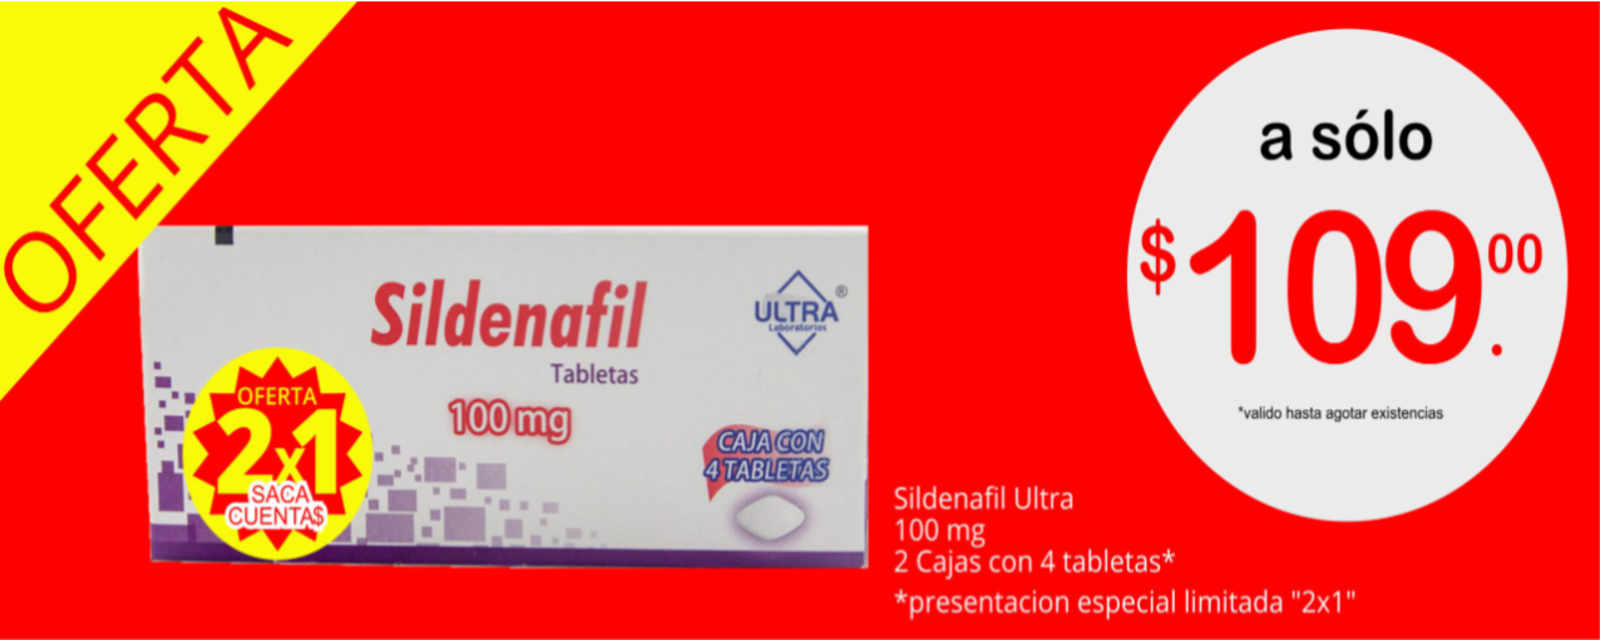 OFERTA
a sólo
$109.00
*valido hasta agotar existencias
Sildenafil
Tabletas
100 mg
ULTRA®
Laboratorios
CAJA CON
4 TABLETAS
OFERTA
2x1
SACA
CUENTA$
Sildenafil Ultra
100 mg
2 Cajas con 4 tabletas*
*presentacion especial limitada "2x1"